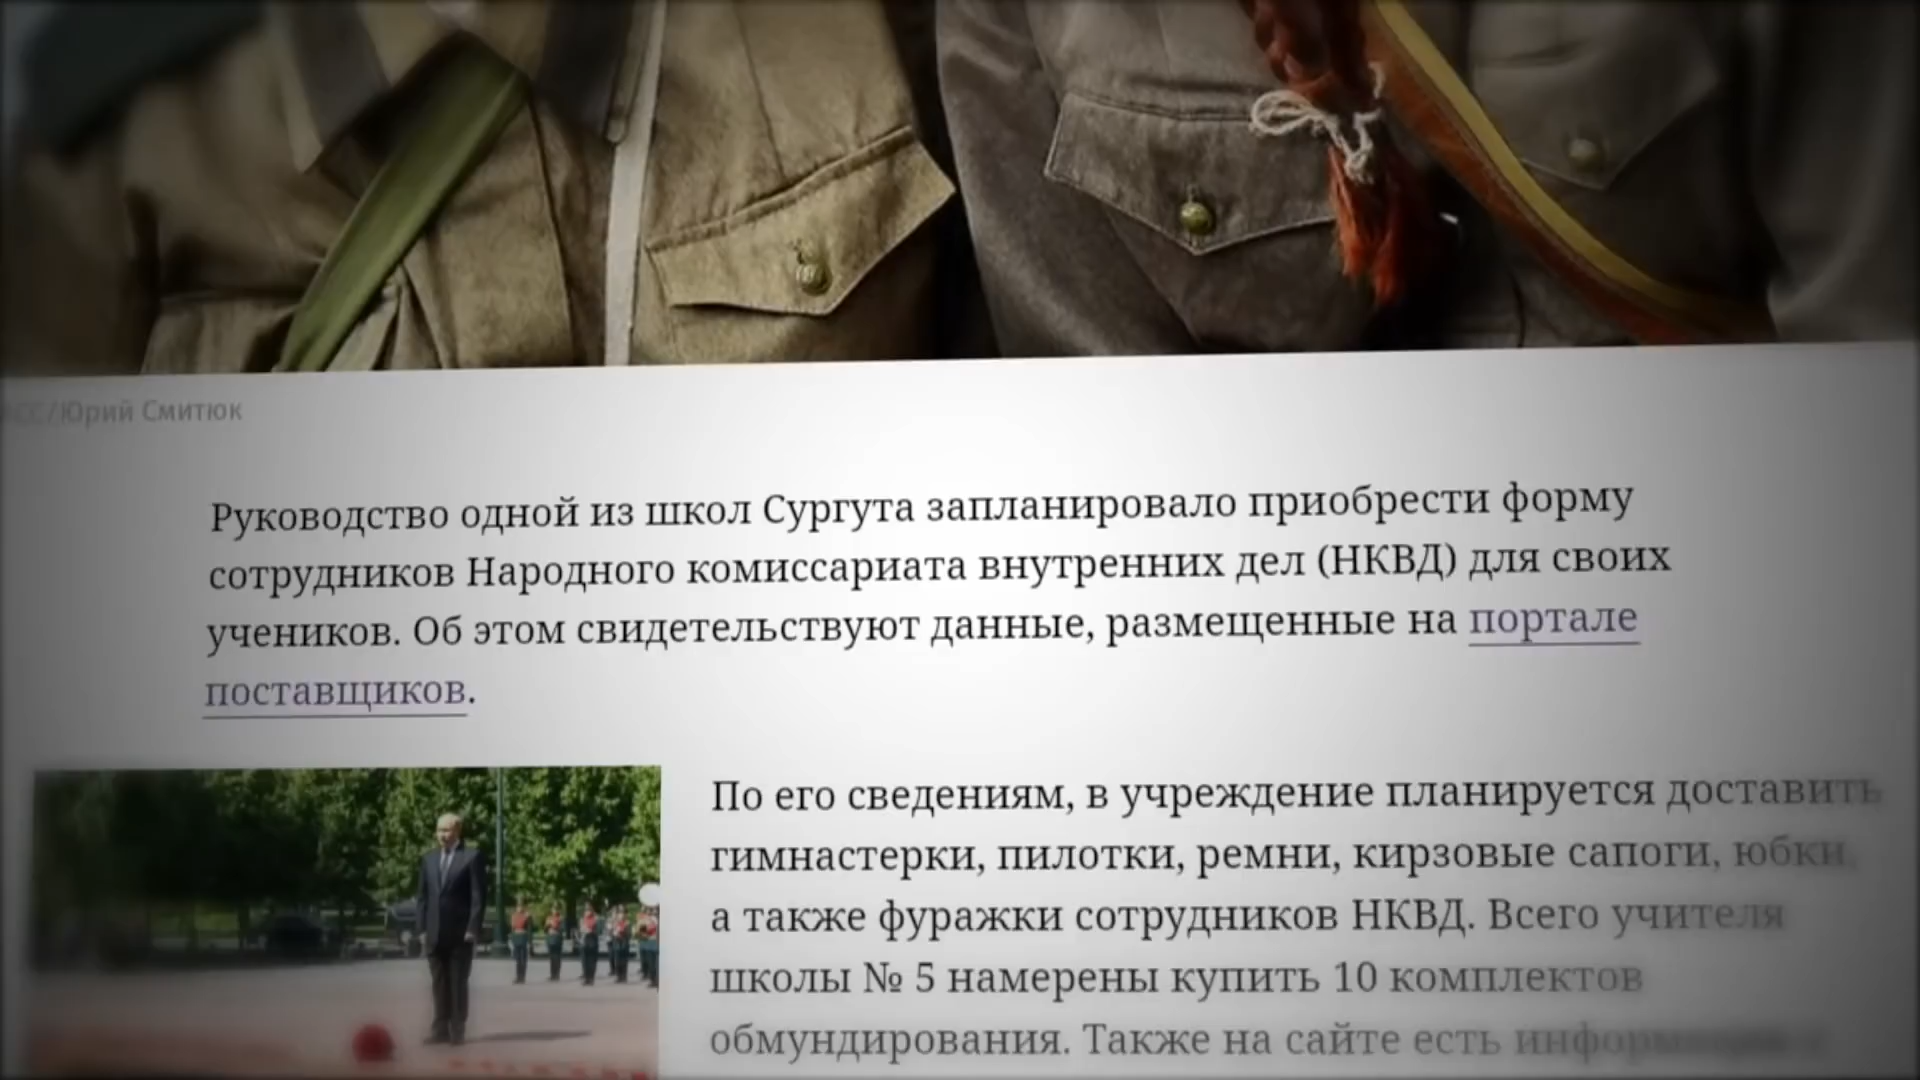 /Юрий Смитюк
Руководство одной из школ Сургута запланировало приобрести форму
сотрудников Народного комиссариата внутренних дел (НКВД) для своих
учеников. Об этом свидетельствуют данные, размещенные на портале
поставщиков.
По его сведениям, в учреждение планируется доставить
гимнастерки, пилотки, ремни, кирзовые сапоги, юбки,
а также фуражки сотрудников НКВД. Всего учителя
школы № 5 намерены купить 10 комплектов
обмундирования. Также на сайте есть